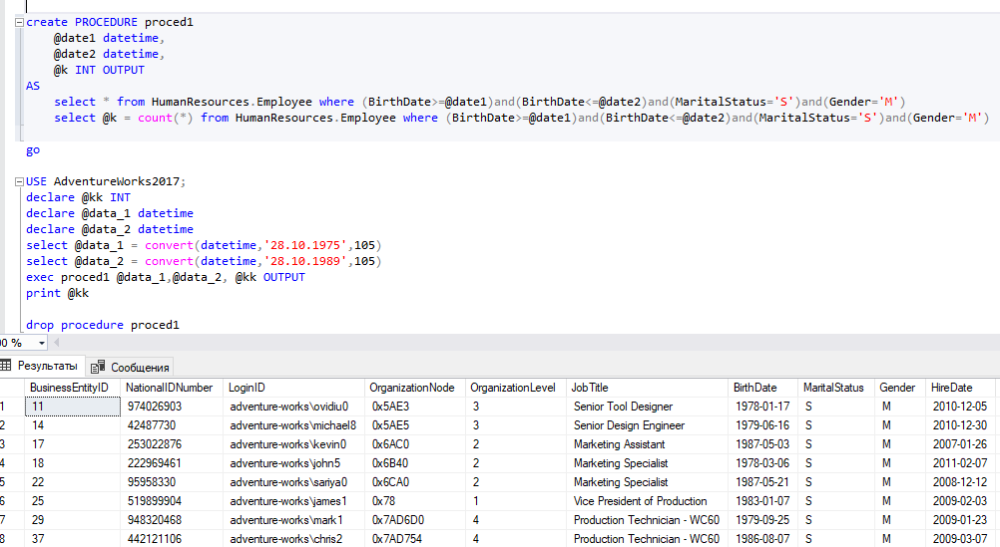 create PROCEDURE proced1
@date1 datetime,
@date2 datetime,
@k INT OUTPUT
AS
select * from HumanResources.Employee where (BirthDate>=@date1)and(BirthDate<=@date2)and(MaritalStatus='S')and(Gender='M')
select @k = count(*) from HumanResources.Employee where (BirthDate>=@date1)and(BirthDate<=@date2)and(MaritalStatus='S')and(Gender='M')
go
USE AdventureWorks2017;
declare @kk INT
declare @data_1 datetime
declare @data_2 datetime
select @data_1 = convert(datetime,'28.10.1975',105)
select @data_2 = convert(datetime,'28.10.1989',105)
exec proced1 @data_1,@data_2, @kk OUTPUT
print @kk
drop procedure proced1
00 %
Результаты Сообщения
BusinessEntityID NationalIDNumber LoginID OrganizationNode OrganizationLevel JobTitle BirthDate MaritalStatus Gender HireDate
1 11 974026903 adventure-works\ovidiu0 0x5AE3 3 Senior Tool Designer 1978-01-17 S M 2010-12-05
2 14 42487730 adventure-works\michael8 0x5AE5 3 Senior Design Engineer 1979-06-16 S M 2010-12-30
3 17 253022876 adventure-works\kevin0 0x6AC0 2 Marketing Assistant 1987-05-03 S M 2007-01-26
4 18 222969461 adventure-works\john5 0x6B40 2 Marketing Specialist 1978-03-06 S M 2011-02-07
5 22 95958330 adventure-works\sariya0 0x6CA0 2 Marketing Specialist 1987-05-21 S M 2008-12-12
6 25 519899904 adventure-works\james1 0x78 1 Vice President of Production 1983-01-07 S M 2009-02-03
7 29 948320468 adventure-works\mark1 0x7AD6D0 4 Production Technician - WC60 1979-09-25 S M 2009-01-23
8 37 442121106 adventure-works\chris2 0x7AD754 4 Production Technician - WC60 1986-08-07 S M 2009-03-07